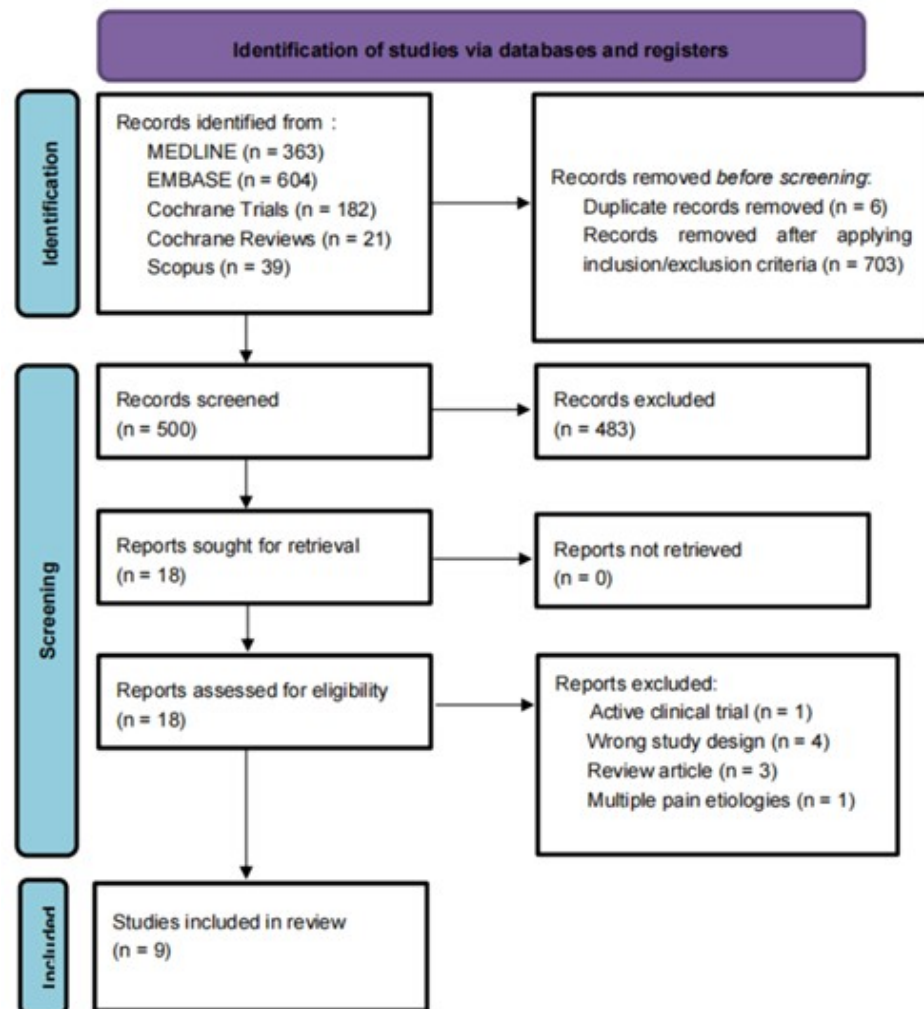 Identification of studies via databases and registers
Identification
Records identified from :
MEDLINE (n = 363)
EMBASE (n = 604)
Cochrane Trials (n = 182)
Cochrane Reviews (n = 21)
Scopus (n = 39)
Records removed before screening:
Duplicate records removed (n = 6)
Records removed after applying
inclusion/exclusion criteria (n = 703)
Screening
Records screened
(n = 500)
Records excluded
(n = 483)
Reports sought for retrieval
(n = 18)
Reports not retrieved
(n = 0)
Reports assessed for eligibility
(n = 18)
Reports excluded:
Active clinical trial (n = 1)
Wrong study design (n = 4)
Review article (n = 3)
Multiple pain etiologies (n = 1)
Included
Studies included in review
(n = 9)